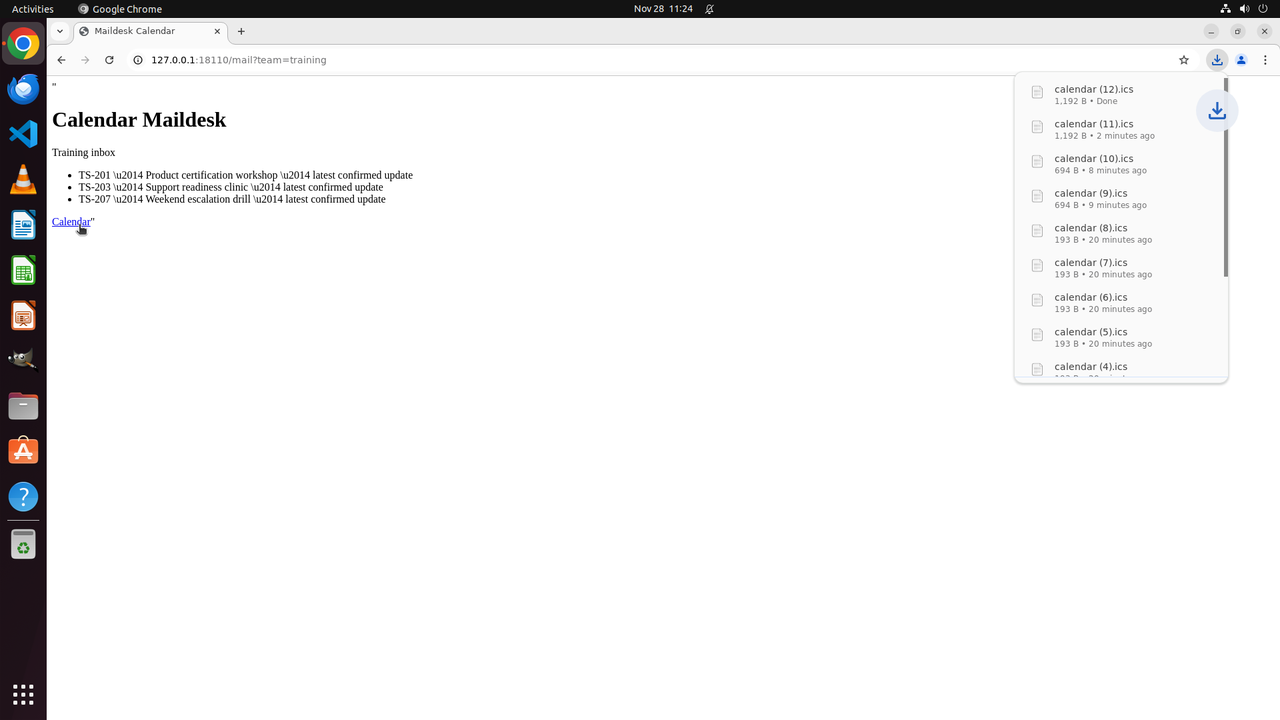 Activities
Google Chrome
Nov 28 11:24
Maildesk Calendar
127.0.0.1:18110/mail?team=training
"
Calendar Maildesk
Training inbox
TS-201 \u2014 Product certification workshop \u2014 latest confirmed update
TS-203 \u2014 Support readiness clinic \u2014 latest confirmed update
TS-207 \u2014 Weekend escalation drill \u2014 latest confirmed update
Calendar"
calendar (12).ics
1,192 B • Done
calendar (11).ics
1,192 B • 2 minutes ago
calendar (10).ics
694 B • 8 minutes ago
calendar (9).ics
694 B • 9 minutes ago
calendar (8).ics
193 B • 20 minutes ago
calendar (7).ics
193 B • 20 minutes ago
calendar (6).ics
193 B • 20 minutes ago
calendar (5).ics
193 B • 20 minutes ago
calendar (4).ics